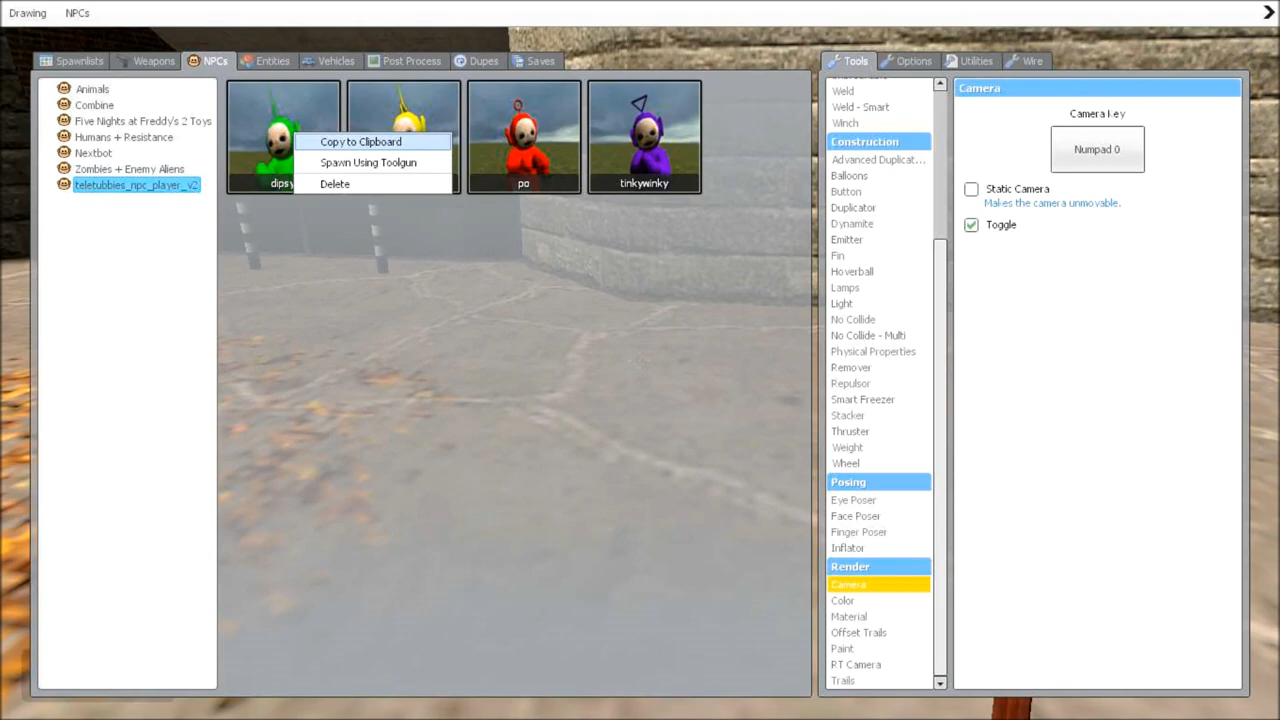 Drawing NPCs
Spawnlists Weapons NPCs Entities Vehicles Post Process Dupes Saves
Animals
Combine
Five Nights at Freddy's 2 Toys
Humans + Resistance
Nextbot
Zombies + Enemy Aliens
teletubbies_npc_player_v2
dipsy
po
tinkywinky
Copy to Clipboard
Spawn Using Toolgun
Delete
Tools Options Utilities Wire
Weld
Weld - Smart
Winch
Construction
Advanced Duplicat...
Balloons
Button
Duplicator
Dynamite
Emitter
Fin
Hoverball
Lamps
Light
No Collide
No Collide - Multi
Physical Properties
Remover
Repulsor
Smart Freezer
Stacker
Thruster
Weight
Wheel
Posing
Eye Poser
Face Poser
Finger Poser
Inflator
Render
Camera
Color
Material
Offset Trails
Paint
RT Camera
Trails
Camera
Camera Key
Numpad 0
Static Camera
Makes the camera unmovable.
Toggle